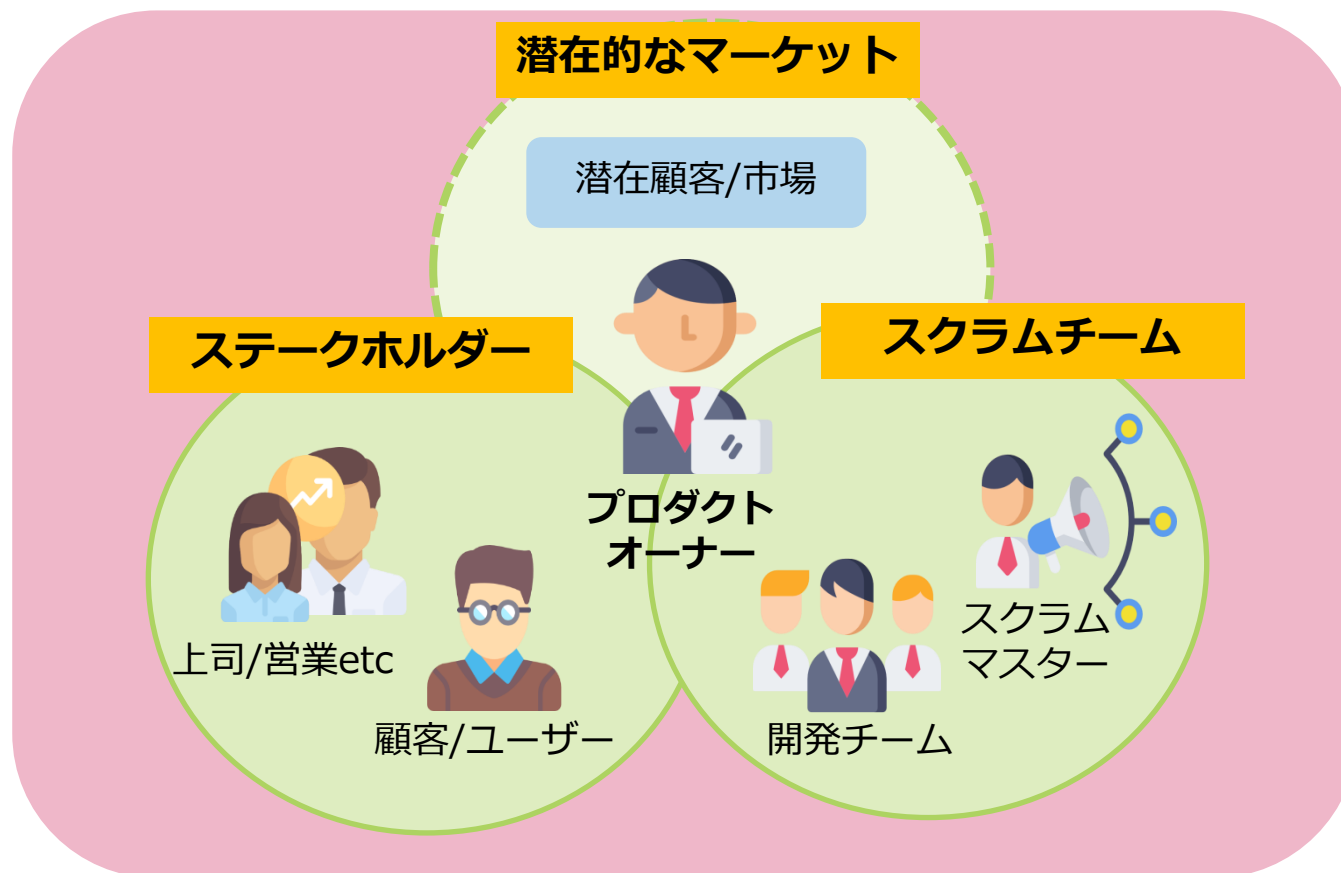 潜在的なマーケット
潜在顧客/市場
ステークホルダー
スクラムチーム
プロダクト
オーナー
上司/営業etc
顧客/ユーザー
開発チーム
スクラム
マスター